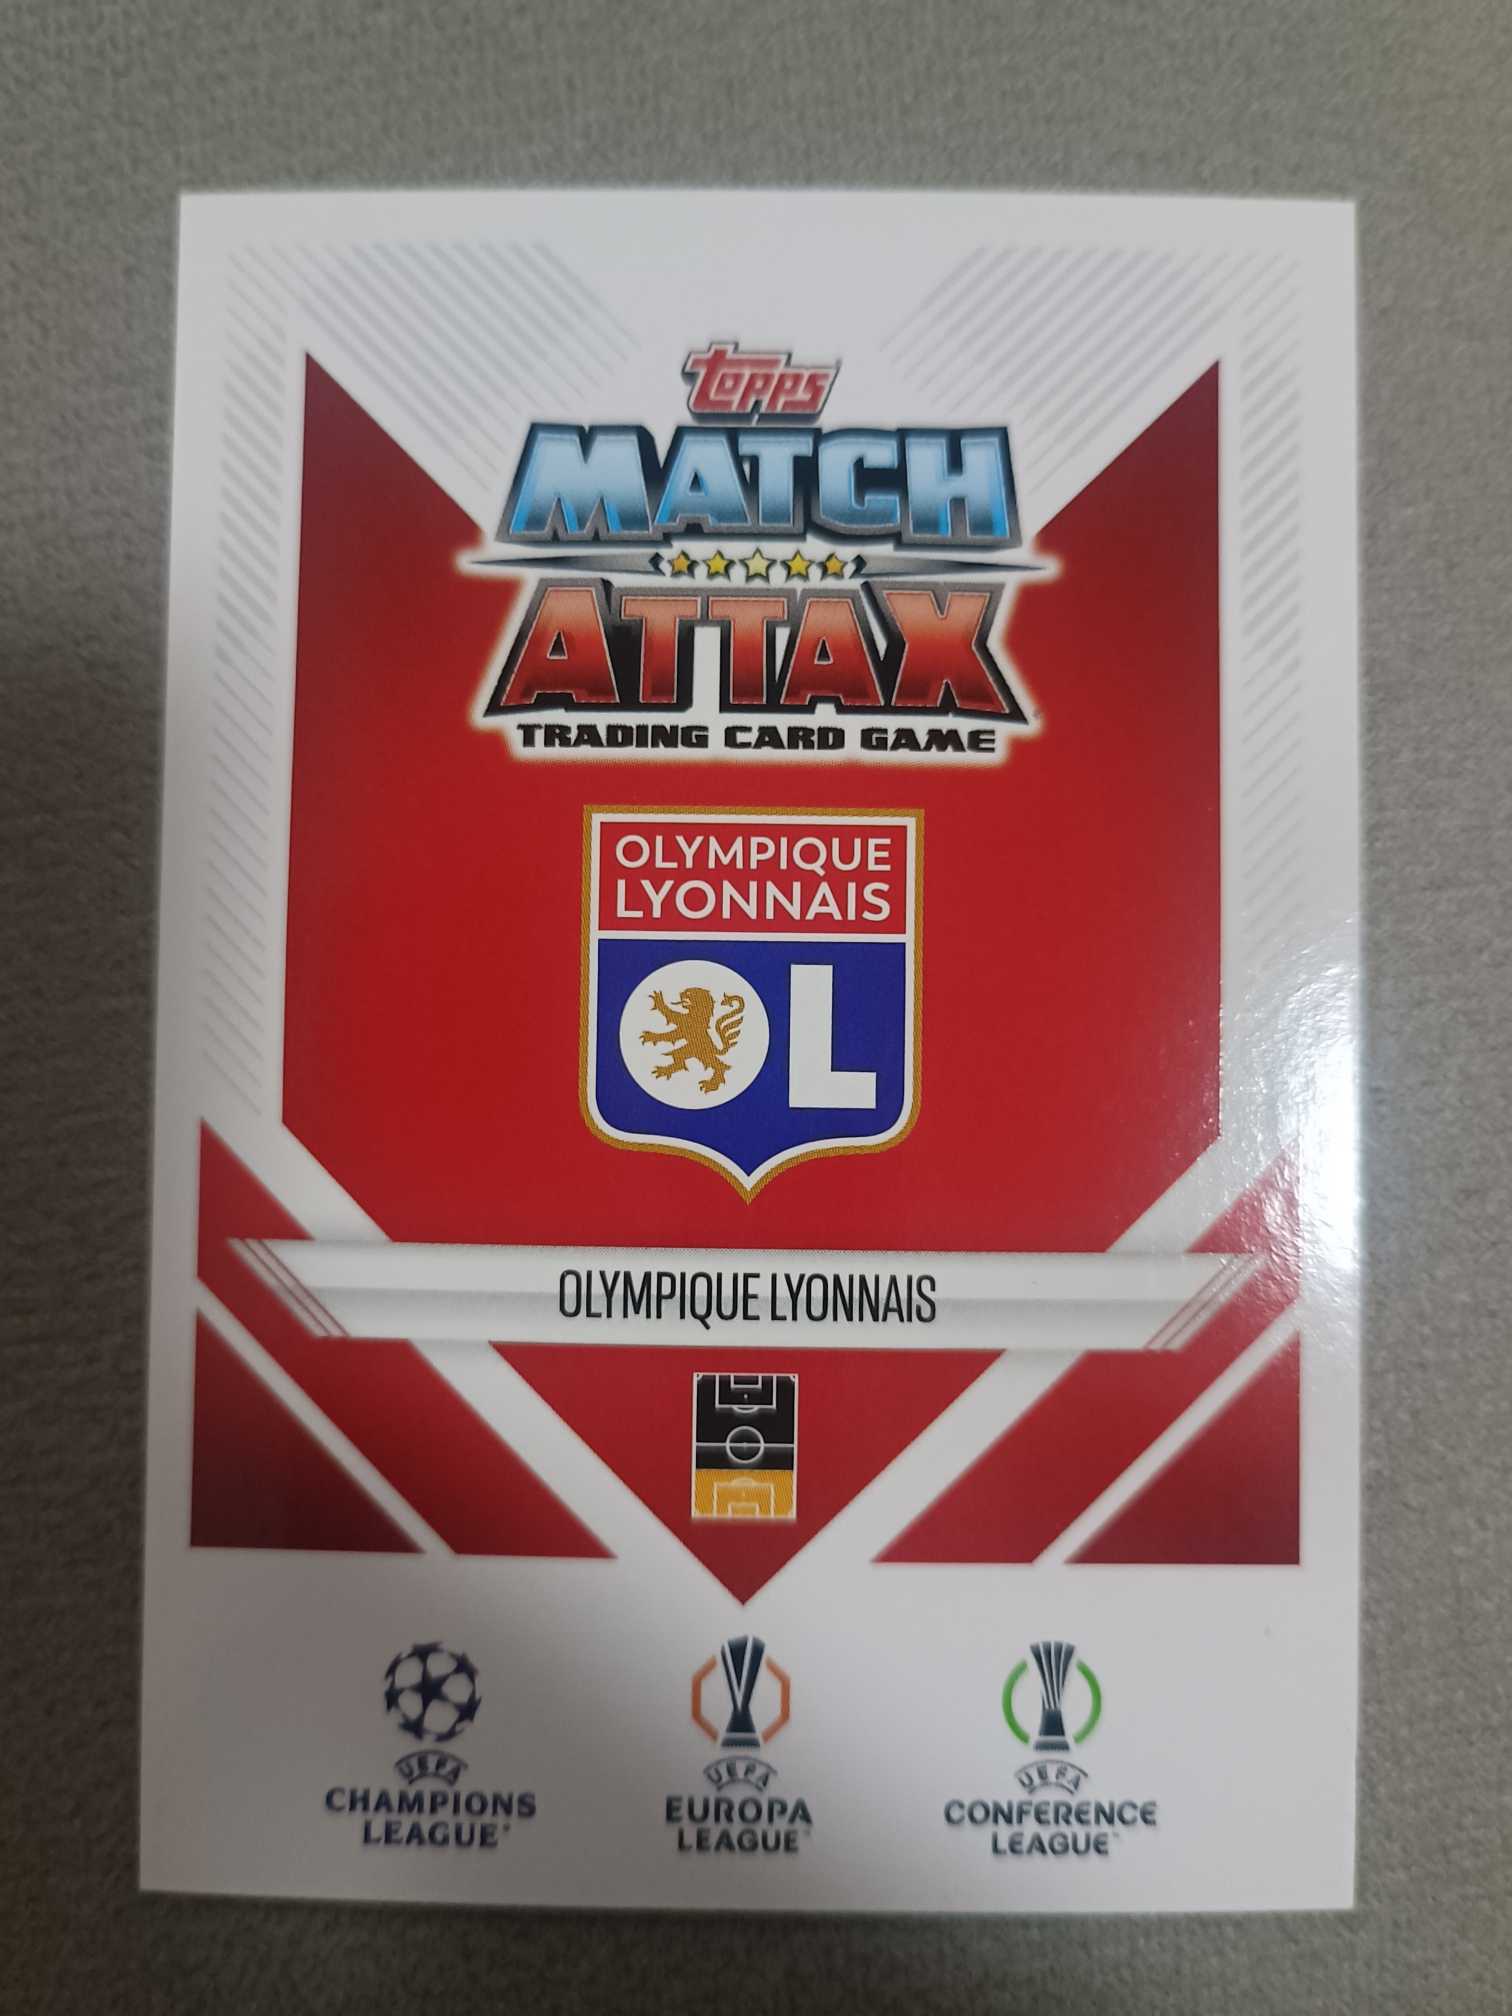 TOPPS
MATCH
ATTAX
TRADING CARD GAME
OLYMPIQUE
LYONNAIS
OL
OLYMPIQUE LYONNAIS
UEFA
CHAMPIONS
LEAGUE
UEFA
EUROPA
LEAGUE
UEFA
CONFERENCE
LEAGUE